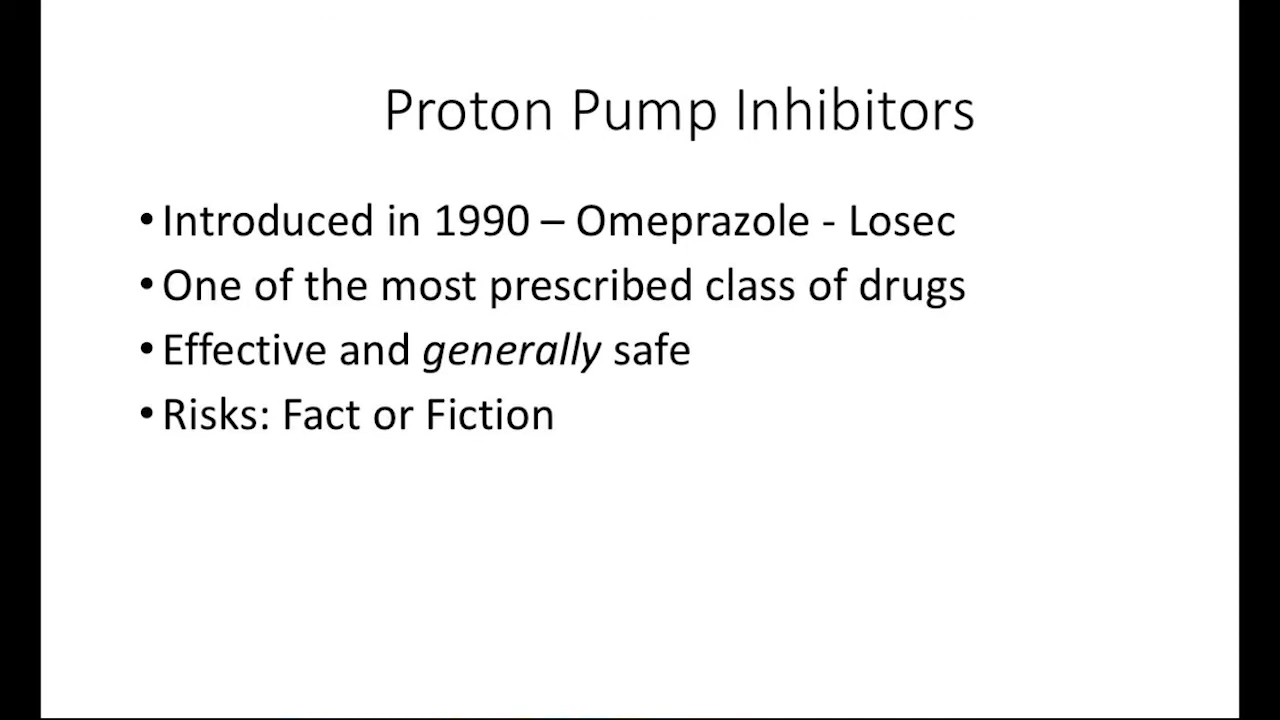 Proton Pump Inhibitors
•Introduced in 1990 – Omeprazole - Losec
•One of the most prescribed class of drugs
•Effective and generally safe
•Risks: Fact or Fiction